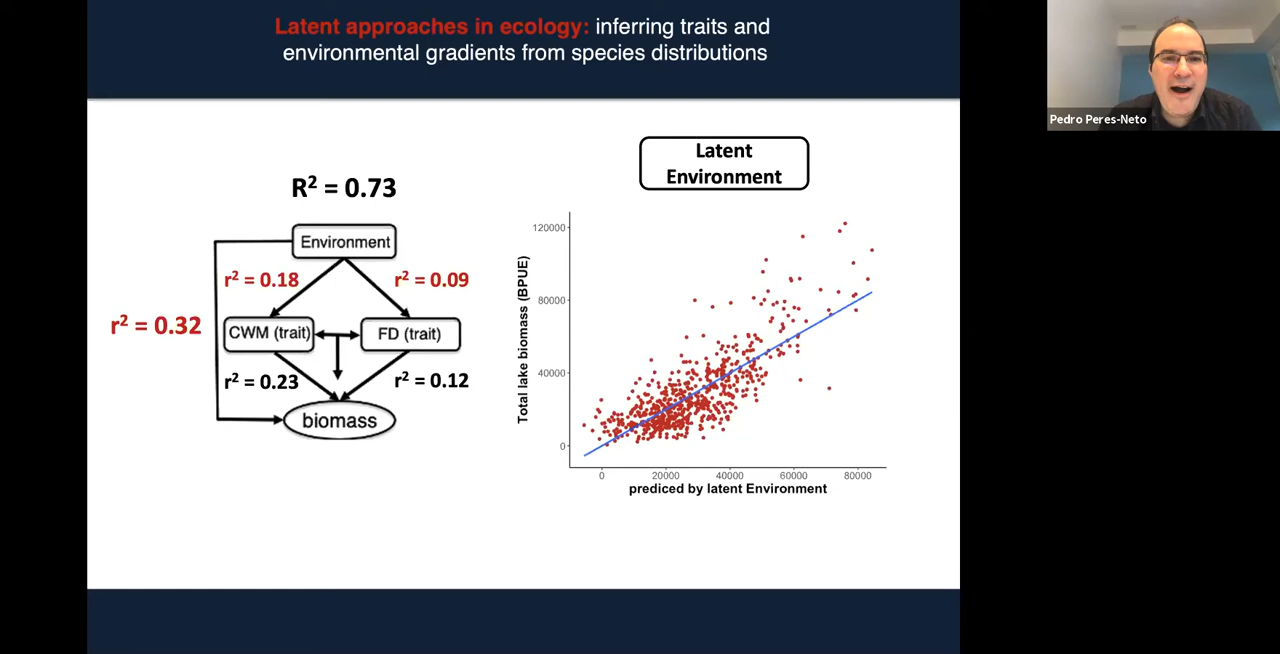 Latent approaches in ecology: inferring traits and
environmental gradients from species distributions
Pedro Peres-Neto
R² = 0.73
Environment
r² = 0.18
r² = 0.09
r² = 0.32
CWM (trait)
FD (trait)
r² = 0.23
r² = 0.12
biomass
Latent
Environment
Total lake biomass (BPUE)
120000
80000
40000
0
0
20000
40000
60000
80000
prediced by latent Environment